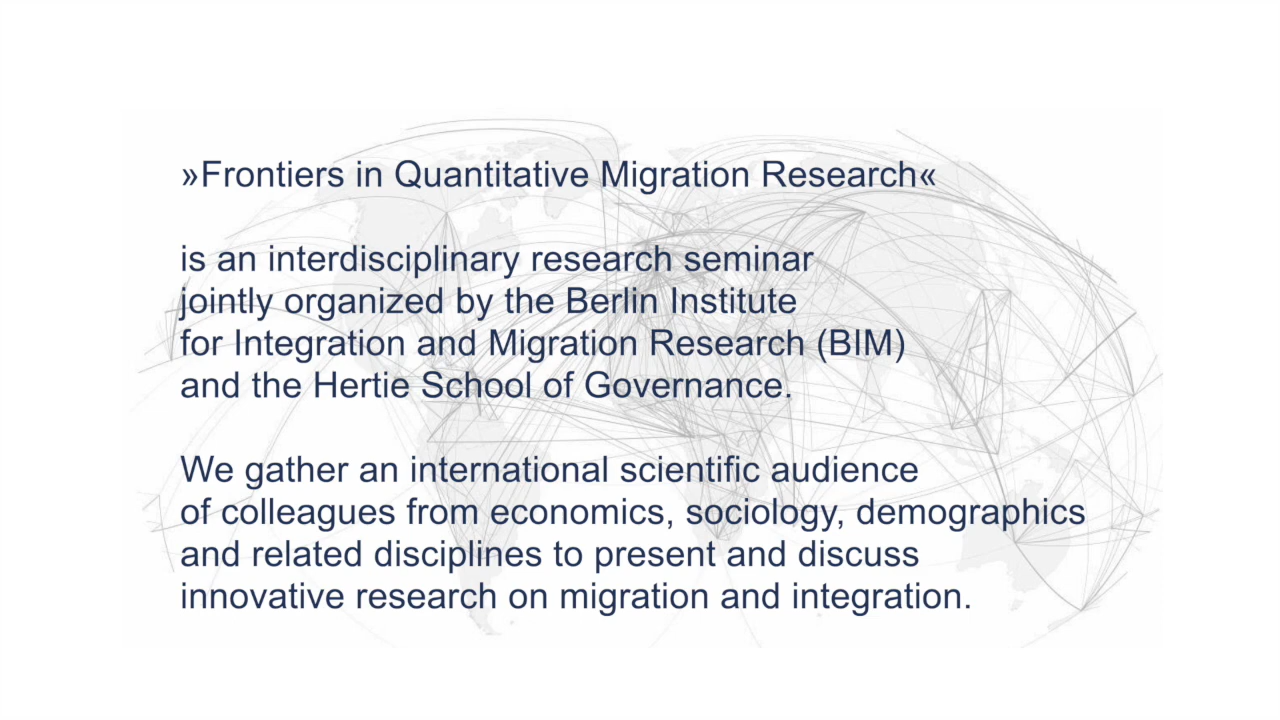 »Frontiers in Quantitative Migration Research«
is an interdisciplinary research seminar
jointly organized by the Berlin Institute
for Integration and Migration Research (BIM)
and the Hertie School of Governance.
We gather an international scientific audience
of colleagues from economics, sociology, demographics
and related disciplines to present and discuss
innovative research on migration and integration.